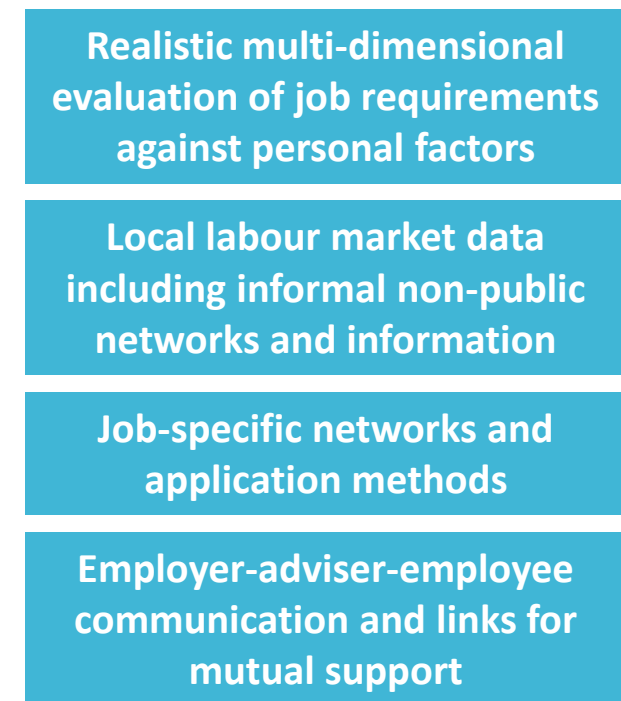 Realistic multi-dimensional
evaluation of job requirements
against personal factors
Local labour market data
including informal non-public
networks and information
Job-specific networks and
application methods
Employer-adviser-employee
communication and links for
mutual support